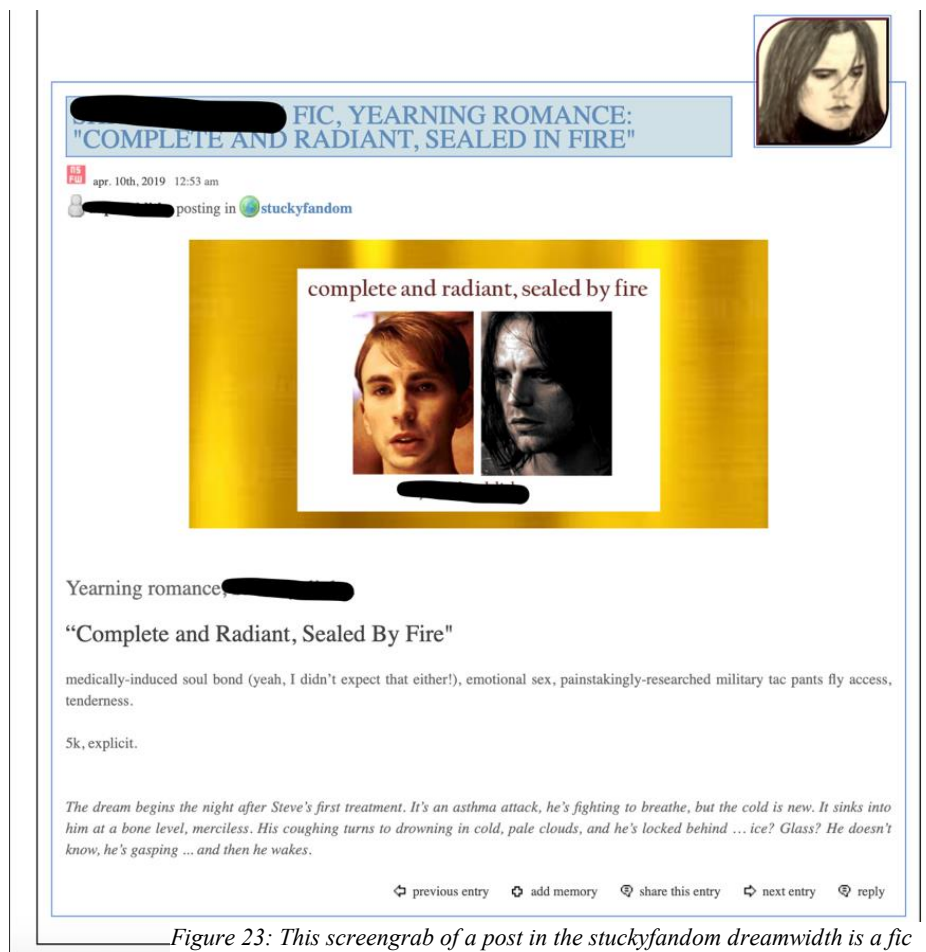 FIC, YEARNING ROMANCE:
"COMPLETE AND RADIANT, SEALED IN FIRE"
NSFW
apr. 10th, 2019 12:53 am
posting in stuckyfandom
complete and radiant, sealed by fire
Yearning romance,
“Complete and Radiant, Sealed By Fire"
medically-induced soul bond (yeah, I didn’t expect that either!), emotional sex, painstakingly-researched military tac pants fly access,
tenderness.
5k, explicit.
The dream begins the night after Steve’s first treatment. It’s an asthma attack, he’s fighting to breathe, but the cold is new. It sinks into
him at a bone level, merciless. His coughing turns to drowning in cold, pale clouds, and he’s locked behind … ice? Glass? He doesn’t
know, he’s gasping ... and then he wakes.
previous entry add memory share this entry next entry reply
Figure 23: This screengrab of a post in the stuckyfandom dreamwidth is a fic